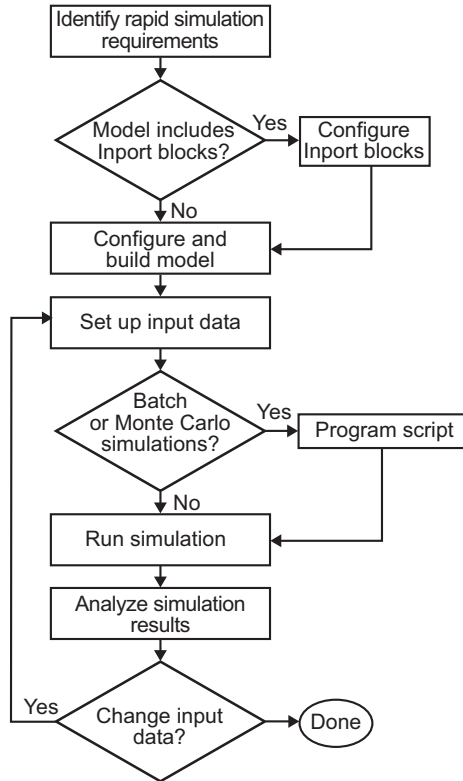 Identify rapid simulation
requirements
Model includes
Inport blocks?
Yes
Configure
Inport blocks
No
Configure and
build model
Set up input data
Batch
or Monte Carlo
simulations?
Yes
Program script
No
Run simulation
Analyze simulation
results
Yes
Change input
data?
Done